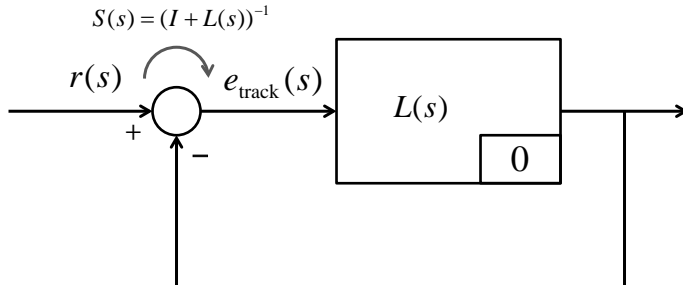 S(s) = (I + L(s))⁻¹
r(s)
e_track(s)
L(s)
+
−
0